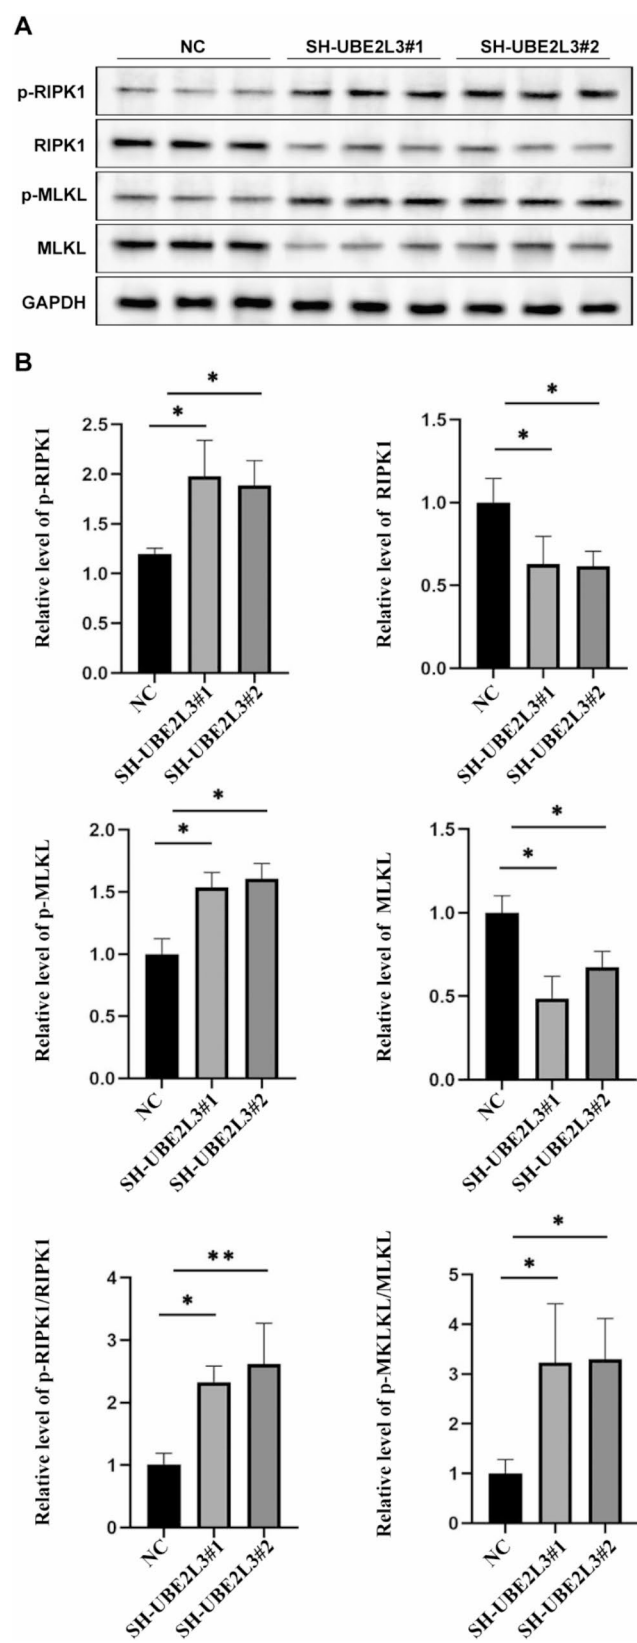 A
NC SH-UBE2L3#1 SH-UBE2L3#2
p-RIPK1
RIPK1
p-MLKL
MLKL
GAPDH
B
Relative level of p-RIPK1
2.5
2.0
1.5
1.0
0.5
0.0
* *
NC
SH-UBE2L3#1
SH-UBE2L3#2
Relative level of RIPK1
1.5
1.0
0.5
0.0
* *
NC
SH-UBE2L3#1
SH-UBE2L3#2
Relative level of p-MLKL
2.0
1.5
1.0
0.5
0.0
* *
NC
SH-UBE2L3#1
SH-UBE2L3#2
Relative level of MLKL
1.5
1.0
0.5
0.0
* *
NC
SH-UBE2L3#1
SH-UBE2L3#2
Relative level of p-RIPK1/RIPK1
4
3
2
1
0
* **
NC
SH-UBE2L3#1
SH-UBE2L3#2
Relative level of p-MKLKL/MLKL
5
4
3
2
1
0
* *
NC
SH-UBE2L3#1
SH-UBE2L3#2